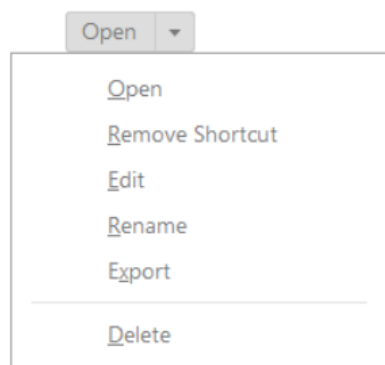 Open
Open
Remove Shortcut
Edit
Rename
Export
Delete